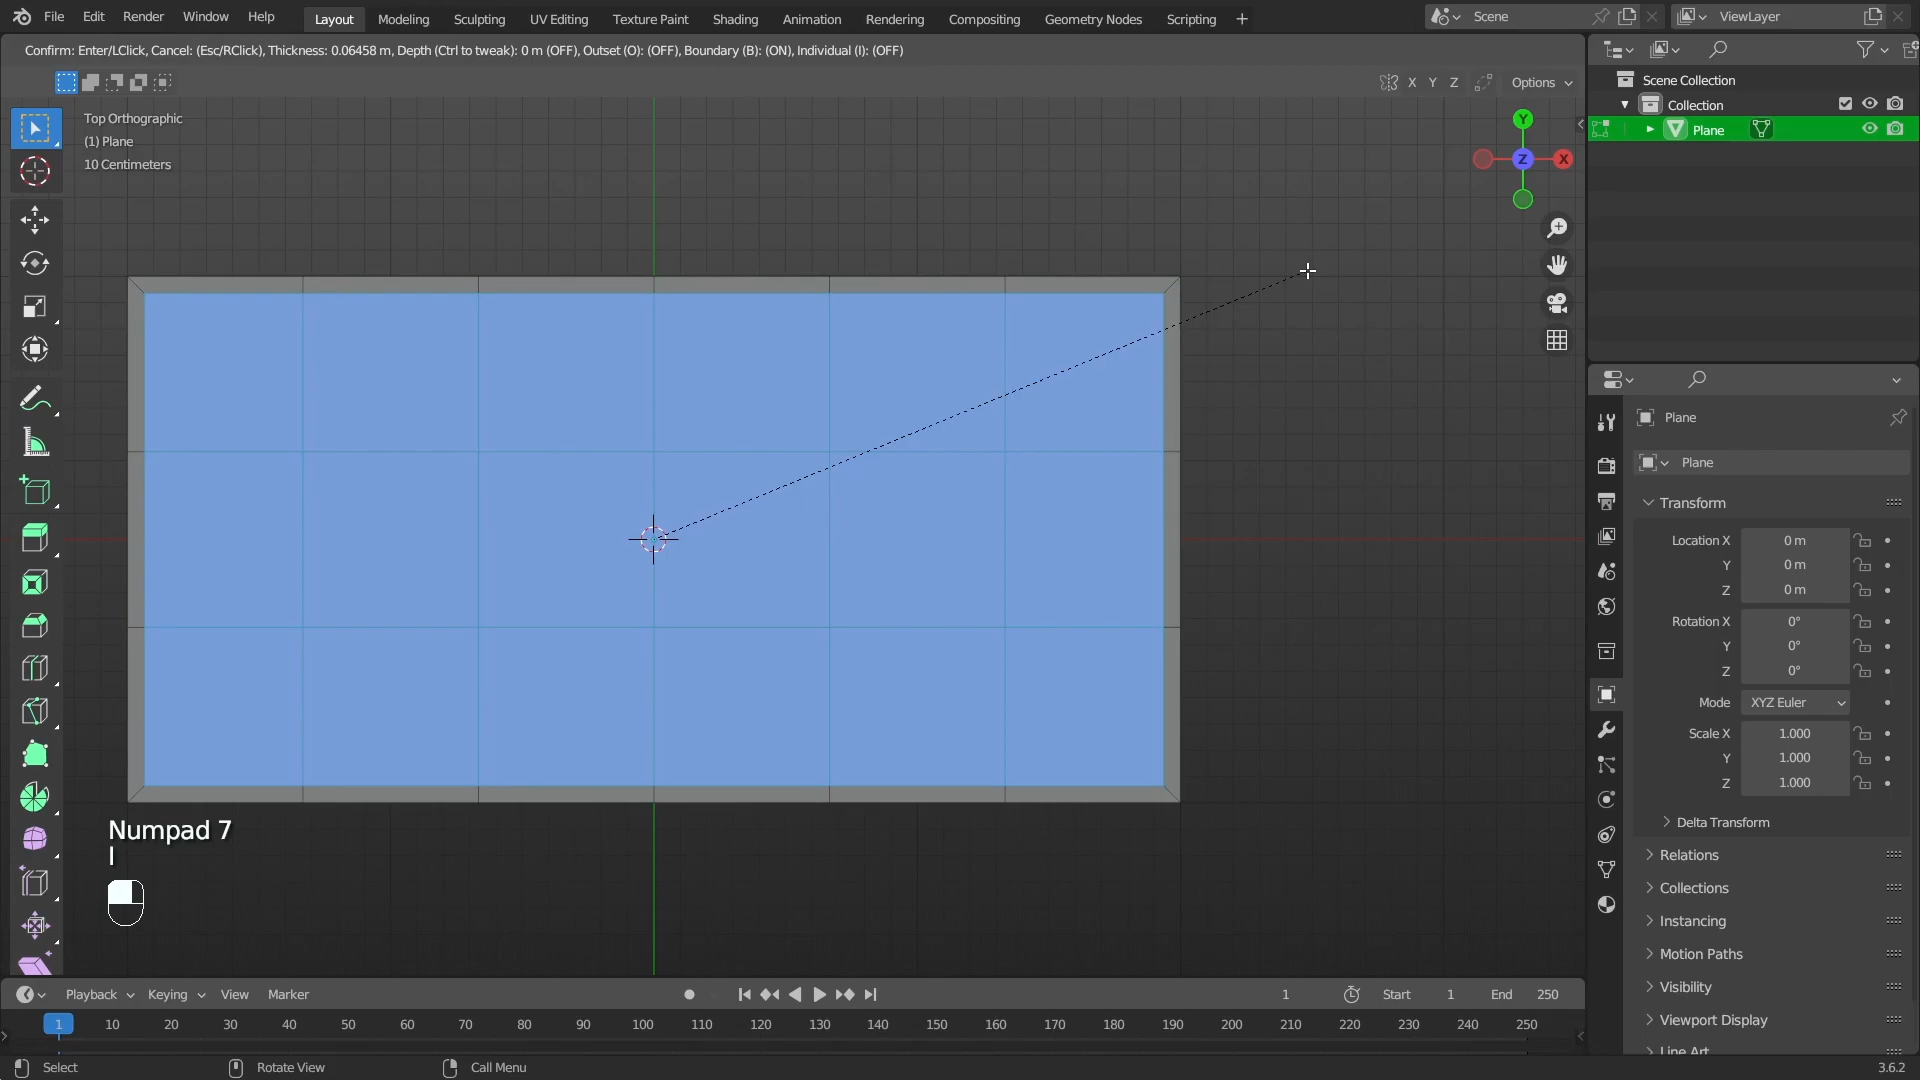 File Edit Render Window Help Layout Modeling Sculpting UV Editing Texture Paint Shading Animation Rendering Compositing Geometry Nodes Scripting + Scene ViewLayer
Confirm: Enter/LClick, Cancel: (Esc/RClick), Thickness: 0.06458 m, Depth (Ctrl to tweak): 0 m (OFF), Outset (O): (OFF), Boundary (B): (ON), Individual (I): (OFF)
X Y Z Options
Top Orthographic
(1) Plane
10 Centimeters
Y
Z
X
Scene Collection
Collection
Plane
Plane
Plane
Transform
Location X 0 m
Y 0 m
Z 0 m
Rotation X 0°
Y 0°
Z 0°
Mode XYZ Euler
Scale X 1.000
Y 1.000
Z 1.000
Delta Transform
Relations
Collections
Instancing
Motion Paths
Visibility
Viewport Display
Line Art
Numpad 7
I
Playback Keying View Marker 1 Start 1 End 250
1 10 20 30 40 50 60 70 80 90 100 110 120 130 140 150 160 170 180 190 200 210 220 230 240 250
Select Rotate View Call Menu 3.6.2